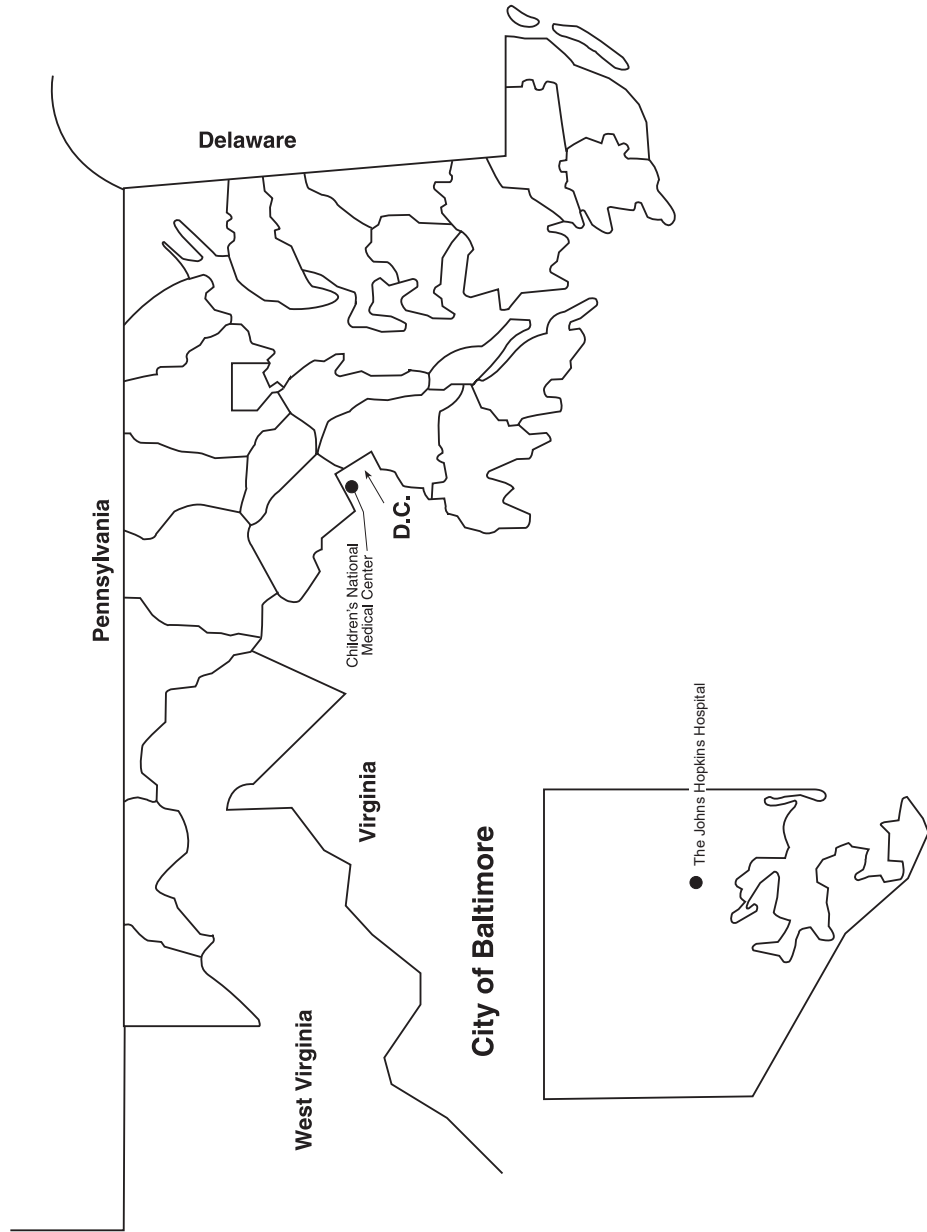 Pennsylvania
Delaware
D.C.
Children's National
Medical Center
Virginia
West Virginia
City of Baltimore
The Johns Hopkins Hospital